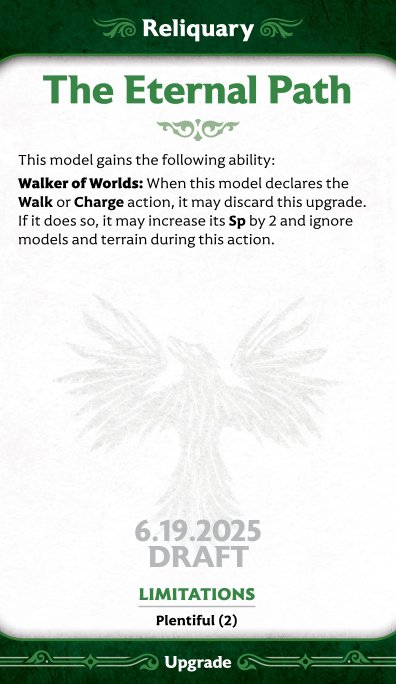 Reliquary
The Eternal Path
This model gains the following ability:
Walker of Worlds: When this model declares the
Walk or Charge action, it may discard this upgrade.
If it does so, it may increase its Sp by 2 and ignore
models and terrain during this action.
6.19.2025
DRAFT
LIMITATIONS
Plentiful (2)
Upgrade